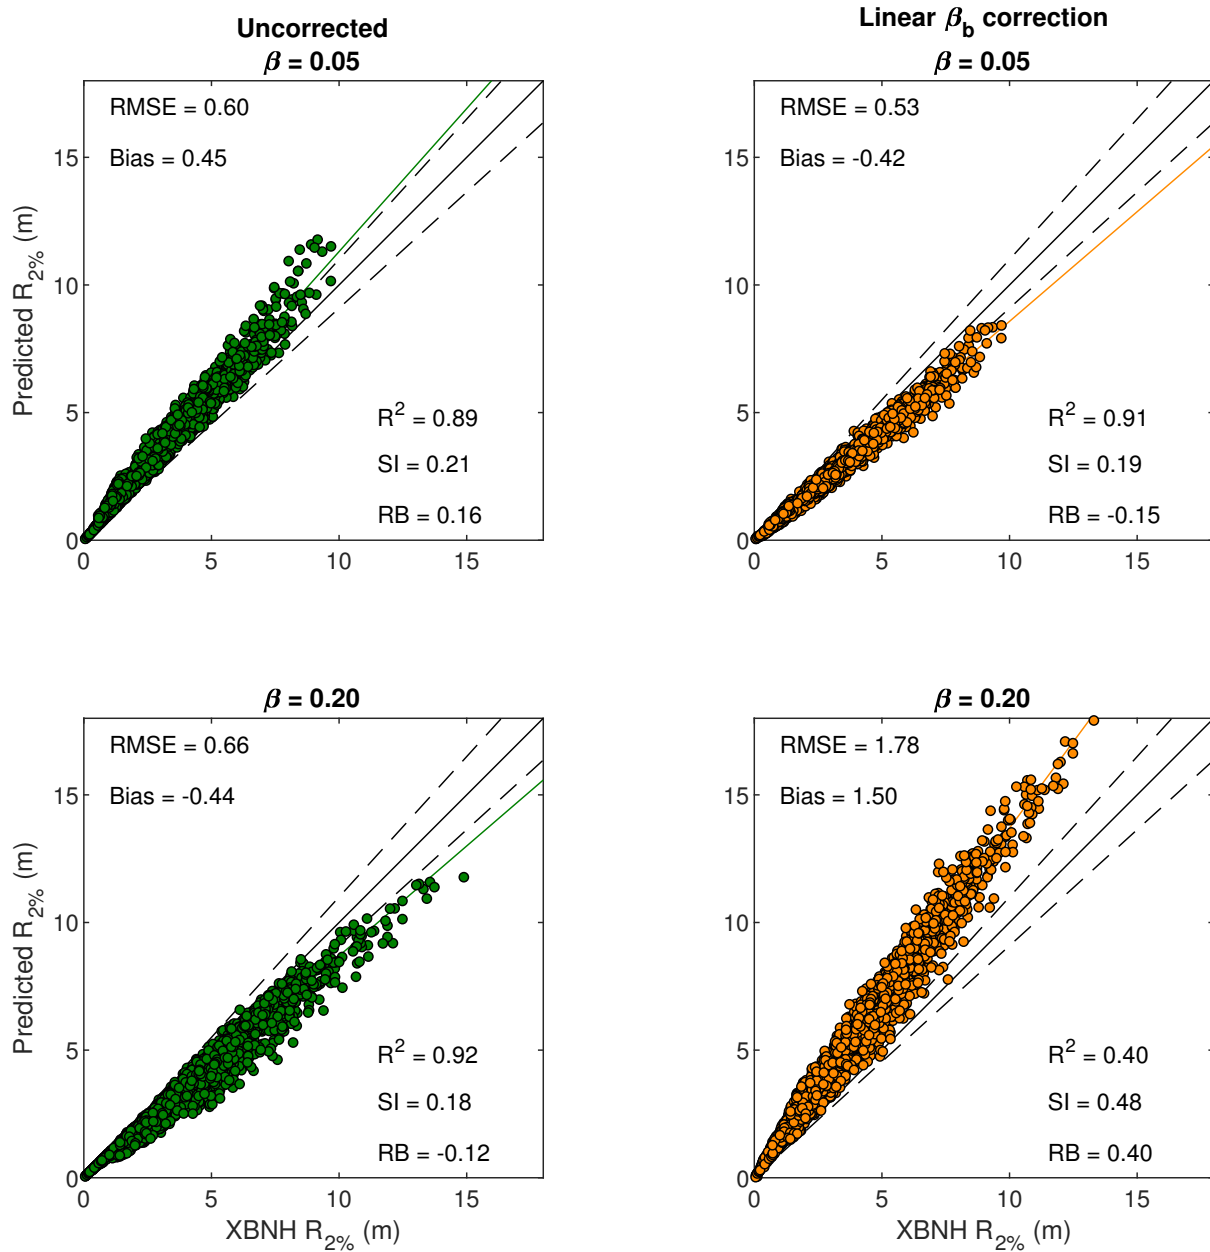 Uncorrected
β = 0.05
RMSE = 0.60
Bias = 0.45
R2 = 0.89
SI = 0.21
RB = 0.16
Predicted R2% (m)
0
5
10
15
0
5
10
15
Linear βb correction
β = 0.05
RMSE = 0.53
Bias = -0.42
R2 = 0.91
SI = 0.19
RB = -0.15
0
5
10
15
0
5
10
15
β = 0.20
RMSE = 0.66
Bias = -0.44
R2 = 0.92
SI = 0.18
RB = -0.12
Predicted R2% (m)
0
5
10
15
0
5
10
15
XBNH R2% (m)
β = 0.20
RMSE = 1.78
Bias = 1.50
R2 = 0.40
SI = 0.48
RB = 0.40
0
5
10
15
0
5
10
15
XBNH R2% (m)